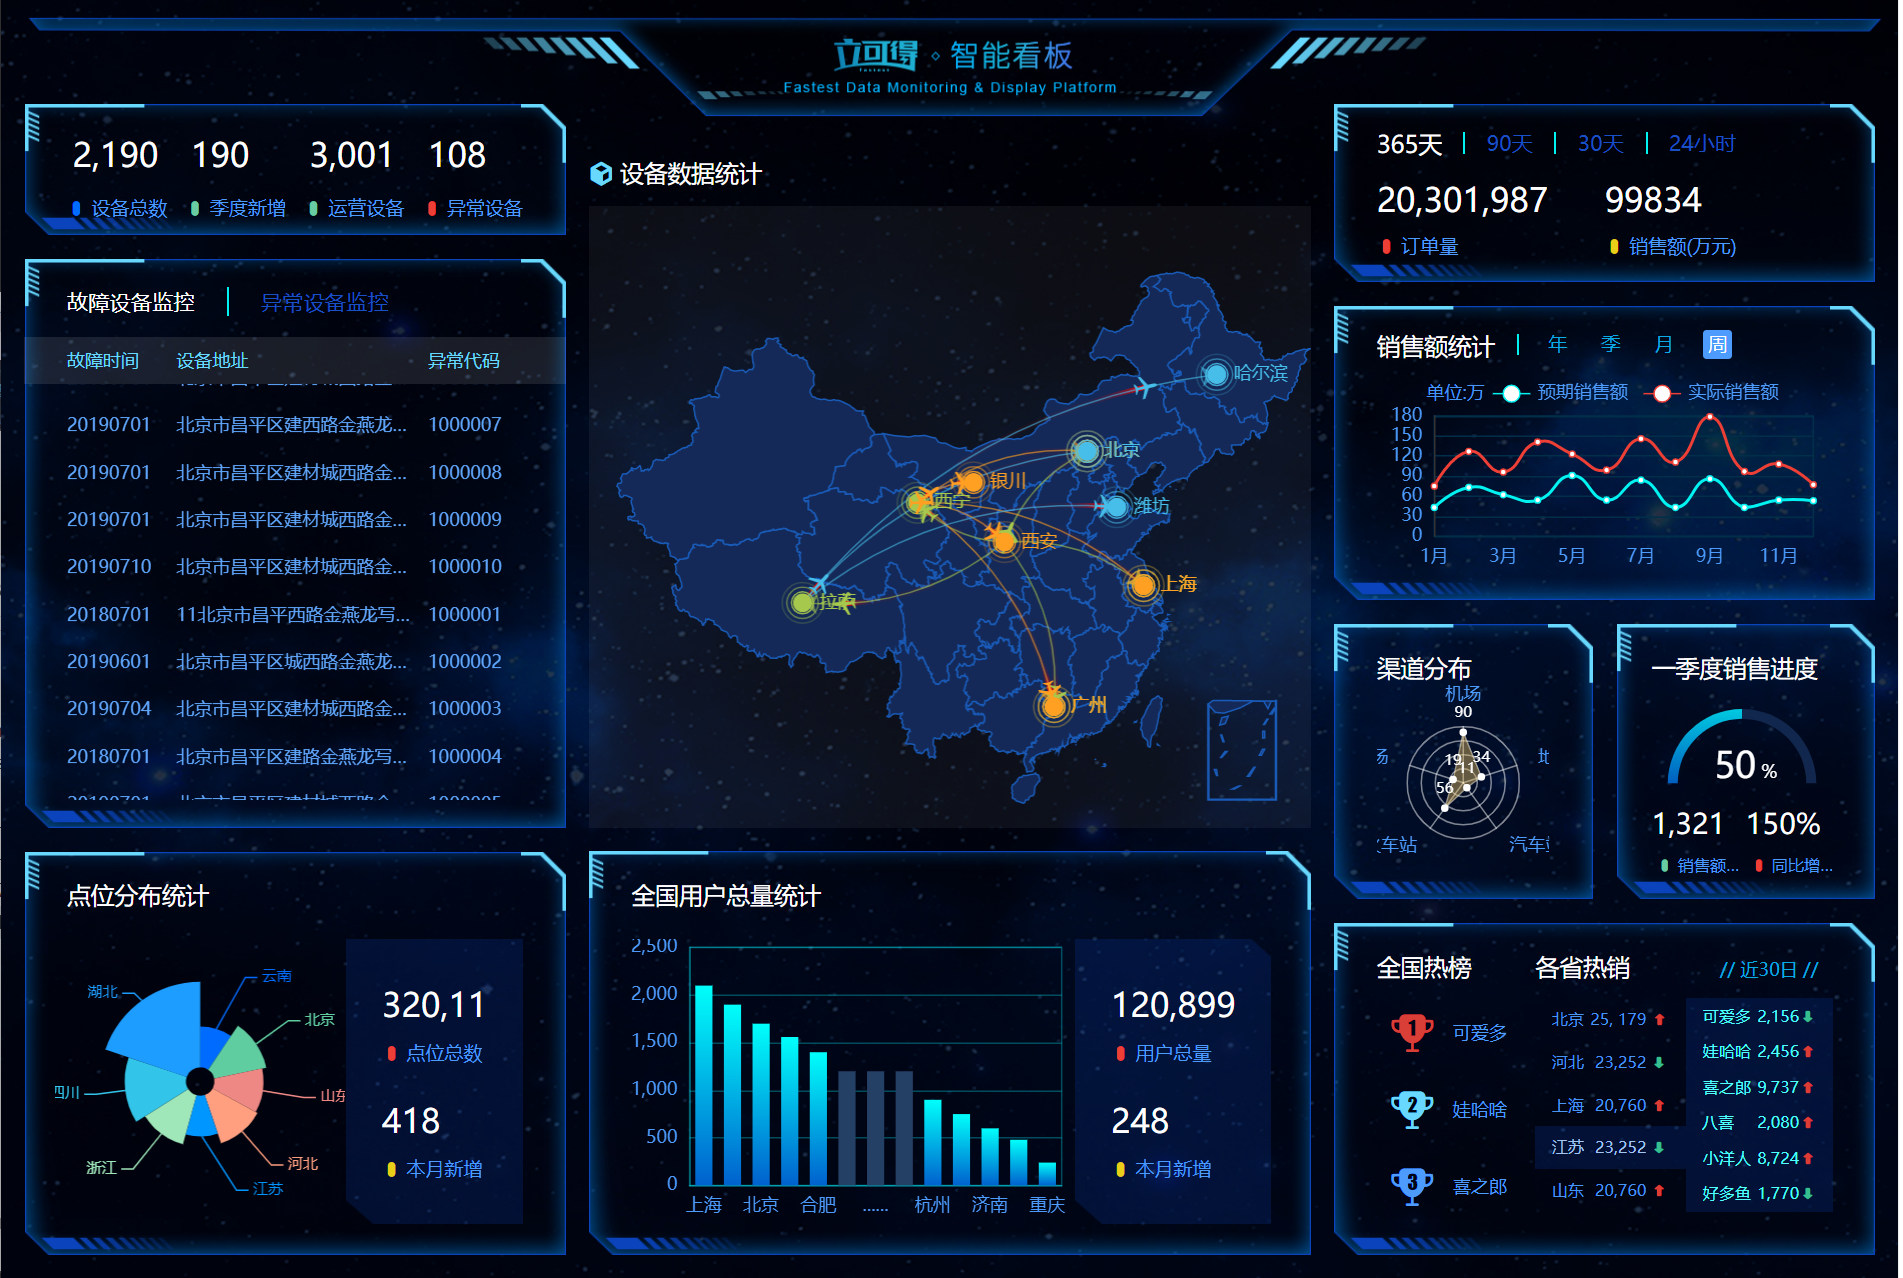 立可得 ◇ 智能看板
Fastest
Fastest Data Monitoring & Display Platform
2,190 190 3,001 108
设备总数 季度新增 运营设备 异常设备
故障设备监控 异常设备监控
故障时间 设备地址 异常代码
20190701 北京市昌平区建西路金燕龙... 1000007
20190701 北京市昌平区建材城西路金... 1000008
20190701 北京市昌平区建材城西路金... 1000009
20190710 北京市昌平区建材城西路金... 1000010
20180701 11北京市昌平西路金燕龙写... 1000001
20190601 北京市昌平区城西路金燕龙... 1000002
20190704 北京市昌平区建材城西路金... 1000003
20180701 北京市昌平区建路金燕龙写... 1000004
20190701 北京市昌平区建材城西路金... 1000005
点位分布统计
云南
湖北
北京
四川
山东
浙江
河北
江苏
320,11
点位总数
418
本月新增
设备数据统计
哈尔滨
北京
银川
西宁
潍坊
西安
上海
拉萨
广州
全国用户总量统计
2,500
2,000
1,500
1,000
500
0
上海 北京 合肥 ...... 杭州 济南 重庆
120,899
用户总量
248
本月新增
365天 90天 30天 24小时
20,301,987 99834
订单量 销售额(万元)
销售额统计 年 季 月 周
单位:万 预期销售额 实际销售额
180
150
120
90
60
30
0
1月 3月 5月 7月 9月 11月
渠道分布
机场
90
场
19
34
1
地
56
汽车站
火车站
一季度销售进度
50 %
1,321 150%
销售额... 同比增...
全国热榜
1 可爱多
2 娃哈啥
3 喜之郎
各省热销 // 近30日 //
北京 25, 179
河北 23,252
上海 20,760
江苏 23,252
山东 20,760
可爱多 2,156
娃哈哈 2,456
喜之郎 9,737
八喜 2,080
小洋人 8,724
好多鱼 1,770